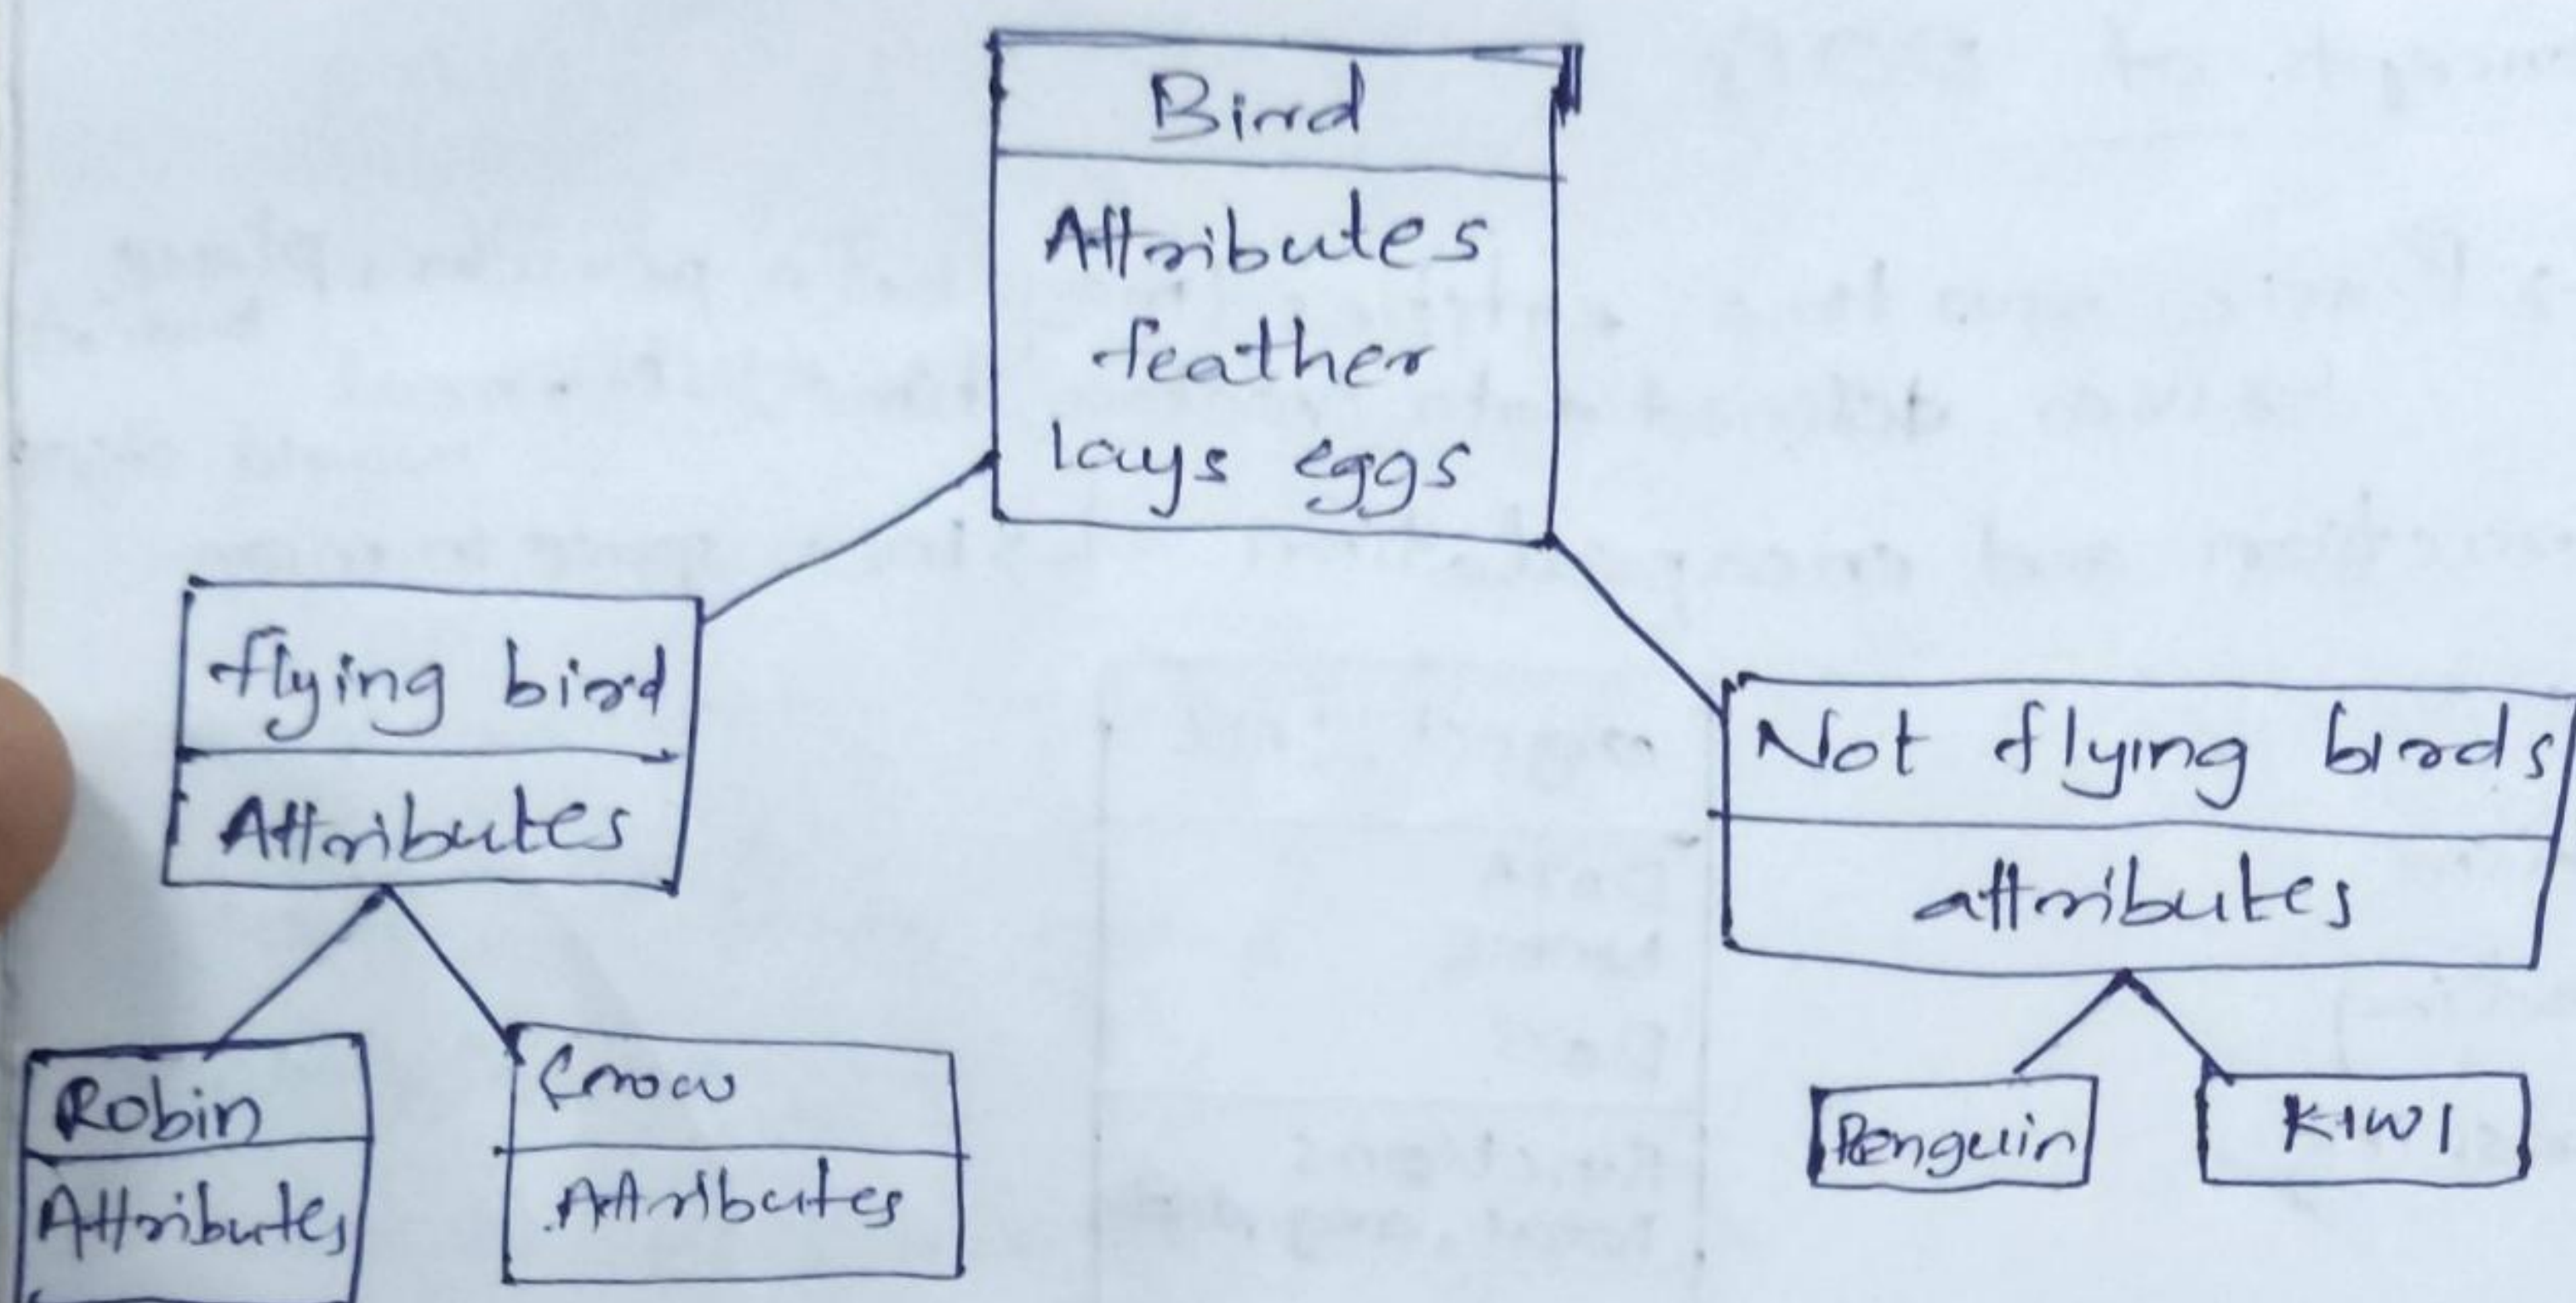 Bird
Attributes
feather
lays eggs
flying bird
Attributes
Not flying birds
attributes
Robin
Attributes
Crow
Attributes
Penguin
KIWI